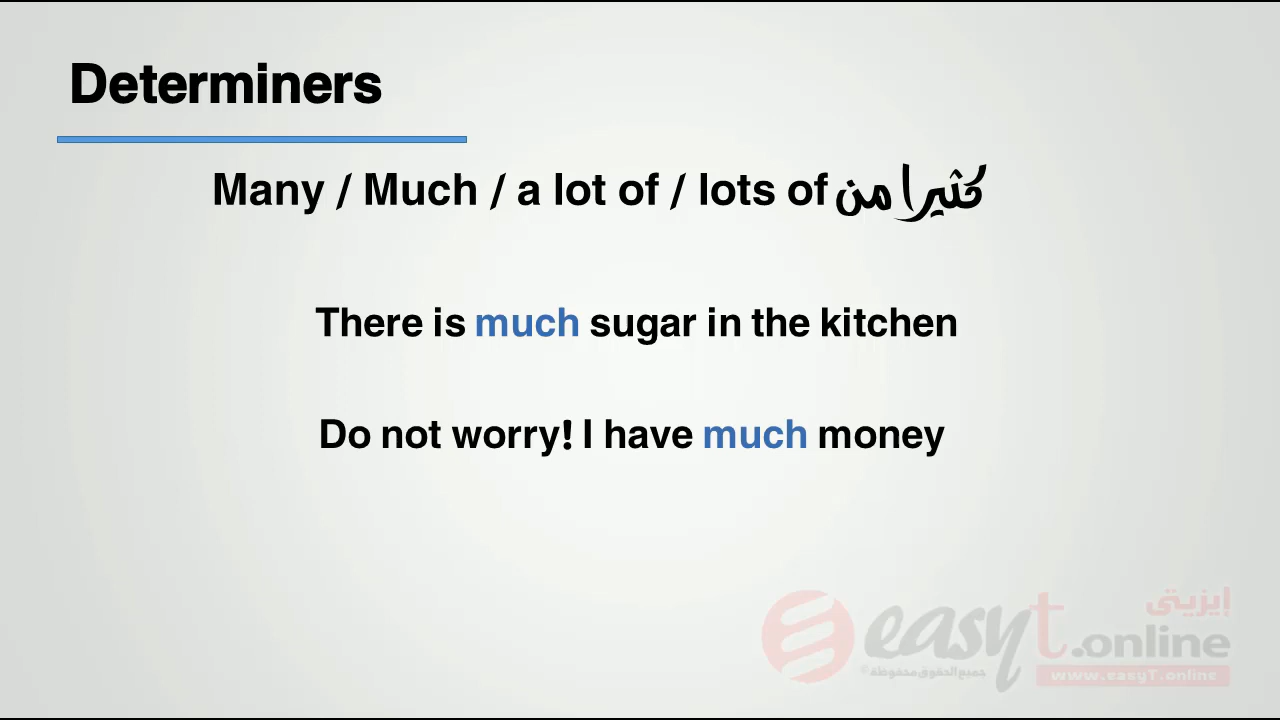 Determiners
Many / Much / a lot of / lots of كثيرا من
There is much sugar in the kitchen
Do not worry! I have much money
إيزيتي
easyT.online
جميع الحقوق محفوظة ©
www.easyT.online